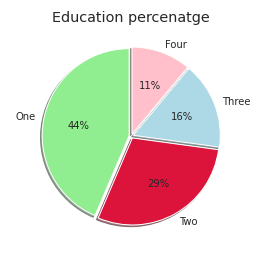 Education percenatge
Four
11%
Three
16%
One
44%
29%
Two